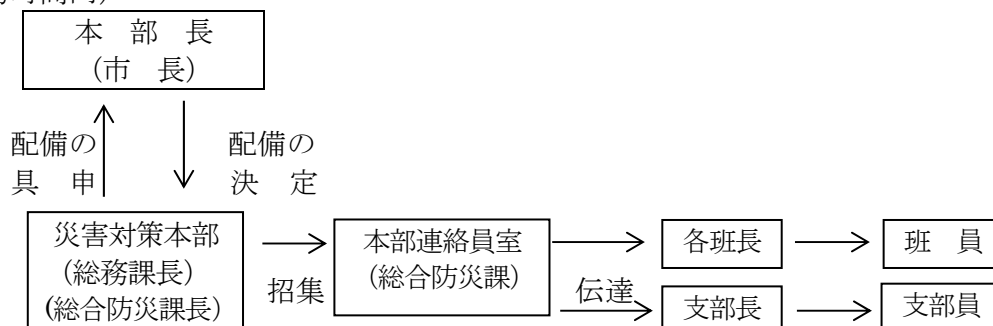 本 部 長
(市 長)
配備の
具 申
配備の
決 定
災害対策本部
(総務課長)
(総合防災課長)
招集
本部連絡員室
(総合防災課)
伝達
各班長
班 員
支部長
支部員